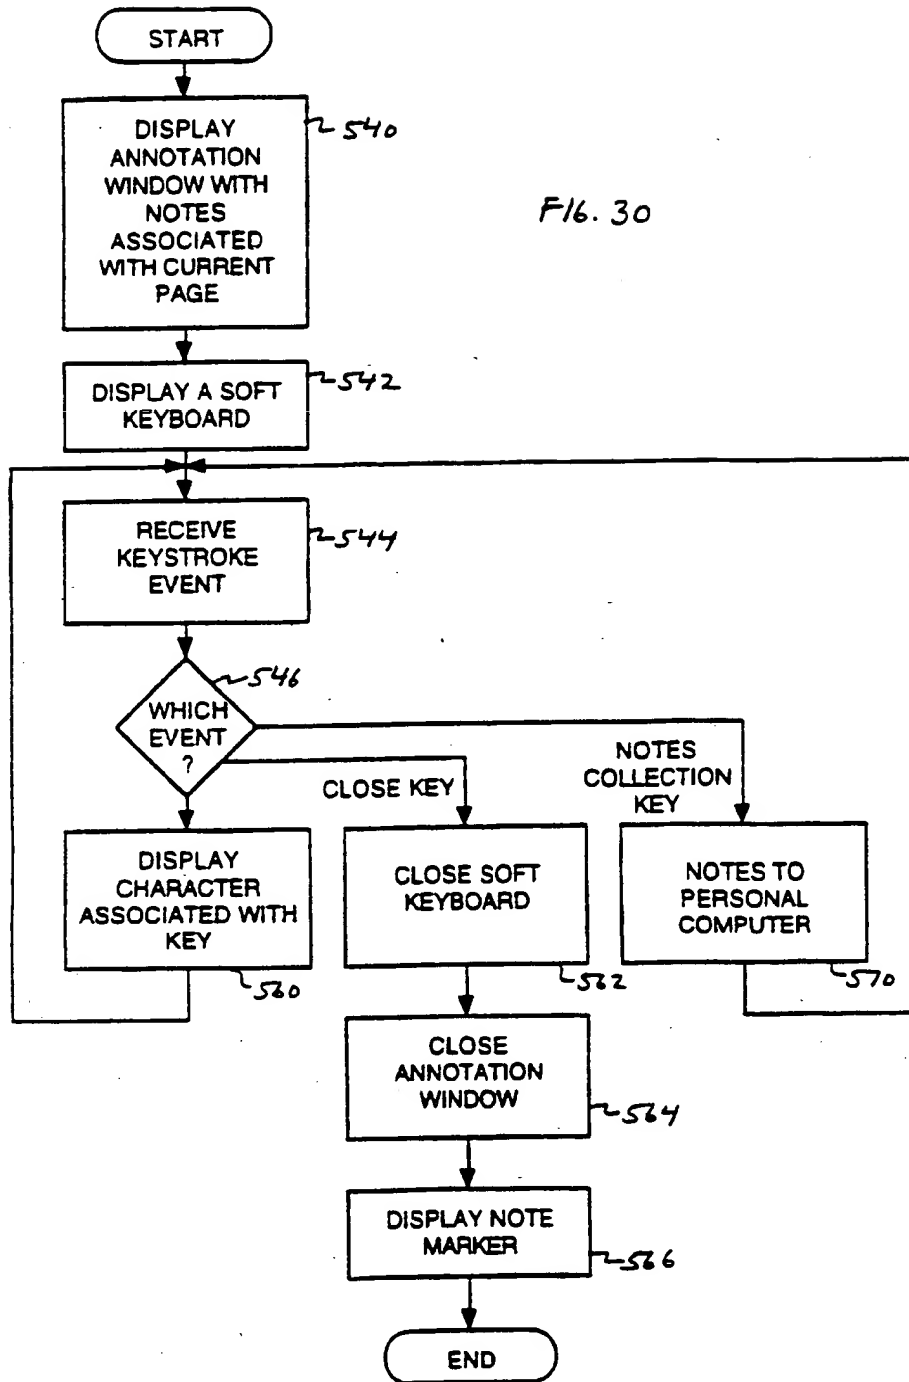 START
DISPLAY
ANNOTATION
WINDOW WITH
NOTES
ASSOCIATED
WITH CURRENT
PAGE
540
FIG. 30
DISPLAY A SOFT
KEYBOARD
542
RECEIVE
KEYSTROKE
EVENT
544
WHICH
EVENT
?
546
CLOSE KEY
NOTES
COLLECTION
KEY
DISPLAY
CHARACTER
ASSOCIATED WITH
KEY
560
CLOSE SOFT
KEYBOARD
562
NOTES TO
PERSONAL
COMPUTER
570
CLOSE
ANNOTATION
WINDOW
564
DISPLAY NOTE
MARKER
566
END